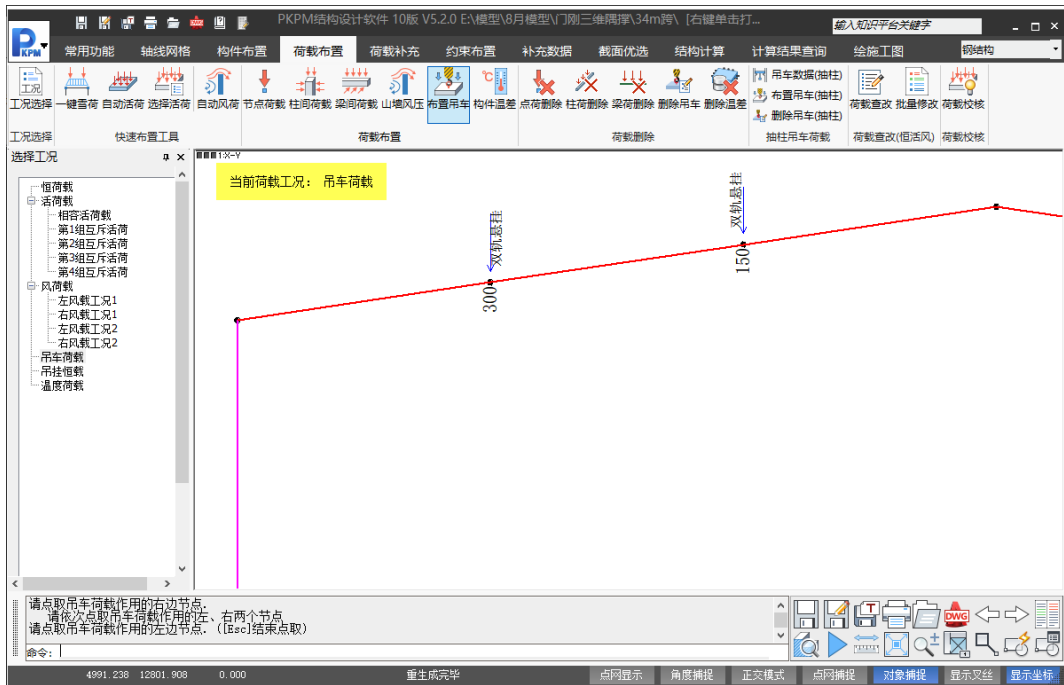 PKPM结构设计软件 10版 V5.2.0 E:\模型\8月模型\门刚三维隅撑\34m跨\ [右键单击打...
输入知识平台关键字
PKPM
常用功能 轴线网格 构件布置 荷载布置 荷载补充 约束布置 补充数据 截面优选 结构计算 计算结果查询 绘施工图 钢结构
工况
工况选择 一键雪荷 自动活荷 选择活荷 自动风荷 节点荷载 柱间荷载 梁间荷载 山墙风压 布置吊车 构件温差 点荷删除 柱荷删除 梁荷删除 删除吊车 删除温差 荷载查改 批量修改 荷载校核
吊车数据(抽柱)
布置吊车(抽柱)
删除吊车(抽柱)
工况选择 快速布置工具 荷载布置 荷载删除 抽柱吊车荷载 荷载查改(恒活风) 荷载校核
选择工况
恒荷载
活荷载
相容活荷载
第1组互斥活荷
第2组互斥活荷
第3组互斥活荷
第4组互斥活荷
风荷载
左风载工况1
右风载工况1
左风载工况2
右风载工况2
吊车荷载
吊挂恒载
温度荷载
1:X-Y
当前荷载工况: 吊车荷载
双轨悬挂
300
双轨悬挂
150
请点取吊车荷载作用的右边节点.
请依次点取吊车荷载作用的左、右两个节点
请点取吊车荷载作用的左边节点. ([Esc]结束点取)
命令:
T
DWG
4991.238 12801.908 0.000 重生成完毕 点网显示 角度捕捉 正交模式 点网捕捉 对象捕捉 显示叉丝 显示坐标